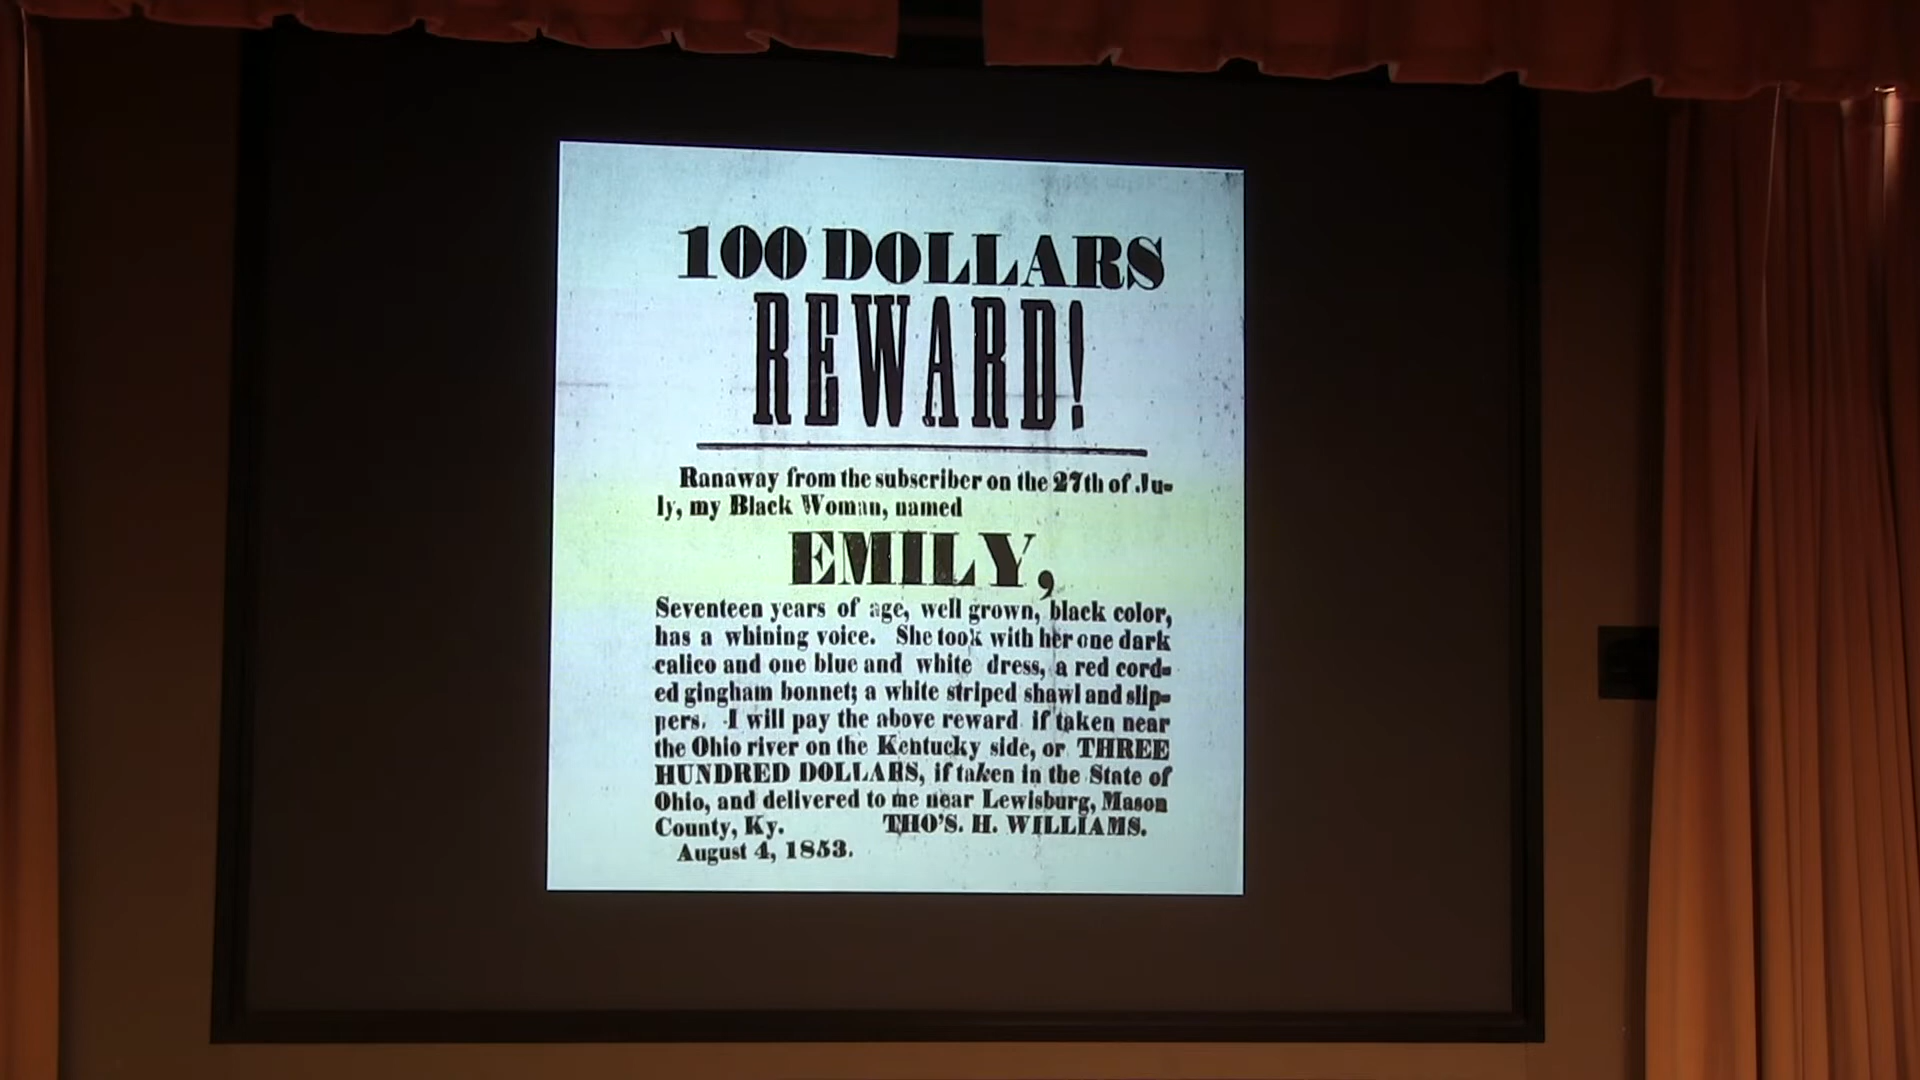 100 DOLLARS
REWARD!
Ranaway from the subscriber on the 27th of Ju-
ly, my Black Woman, named
EMILY,
Seventeen years of age, well grown, black color,
has a whining voice. She took with her one dark
calico and one blue and white dress, a red cord-
ed gingham bonnet; a white striped shawl and slip-
pers. I will pay the above reward if taken near
the Ohio river on the Kentucky side, or THREE
HUNDRED DOLLARS, if taken in the State of
Ohio, and delivered to me near Lewisburg, Mason
County, Ky. THO'S. H. WILLIAMS.
August 4, 1853.